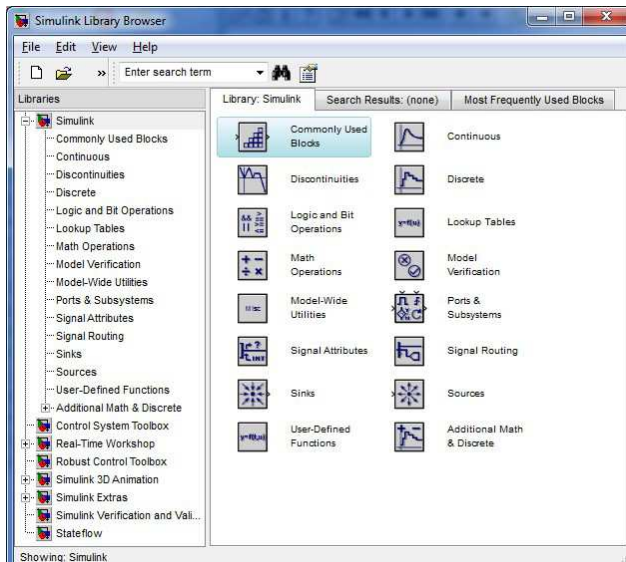 Simulink Library Browser
File Edit View Help
» Enter search term
Libraries
Library: Simulink Search Results: (none) Most Frequently Used Blocks
Simulink
Commonly Used Blocks
Continuous
Discontinuities
Discrete
Logic and Bit Operations
Lookup Tables
Math Operations
Model Verification
Model-Wide Utilities
Ports & Subsystems
Signal Attributes
Signal Routing
Sinks
Sources
User-Defined Functions
Additional Math & Discrete
Control System Toolbox
Real-Time Workshop
Robust Control Toolbox
Simulink 3D Animation
Simulink Extras
Simulink Verification and Vali...
Stateflow
Commonly Used
Blocks
Continuous
Discontinuities
Discrete
Logic and Bit
Operations
y=f(u)
Lookup Tables
Math
Operations
Model
Verification
Model-Wide
Utilities
Ports &
Subsystems
Signal Attributes
Signal Routing
Sinks
Sources
y=f(u)
User-Defined
Functions
Additional Math
& Discrete
Showing: Simulink